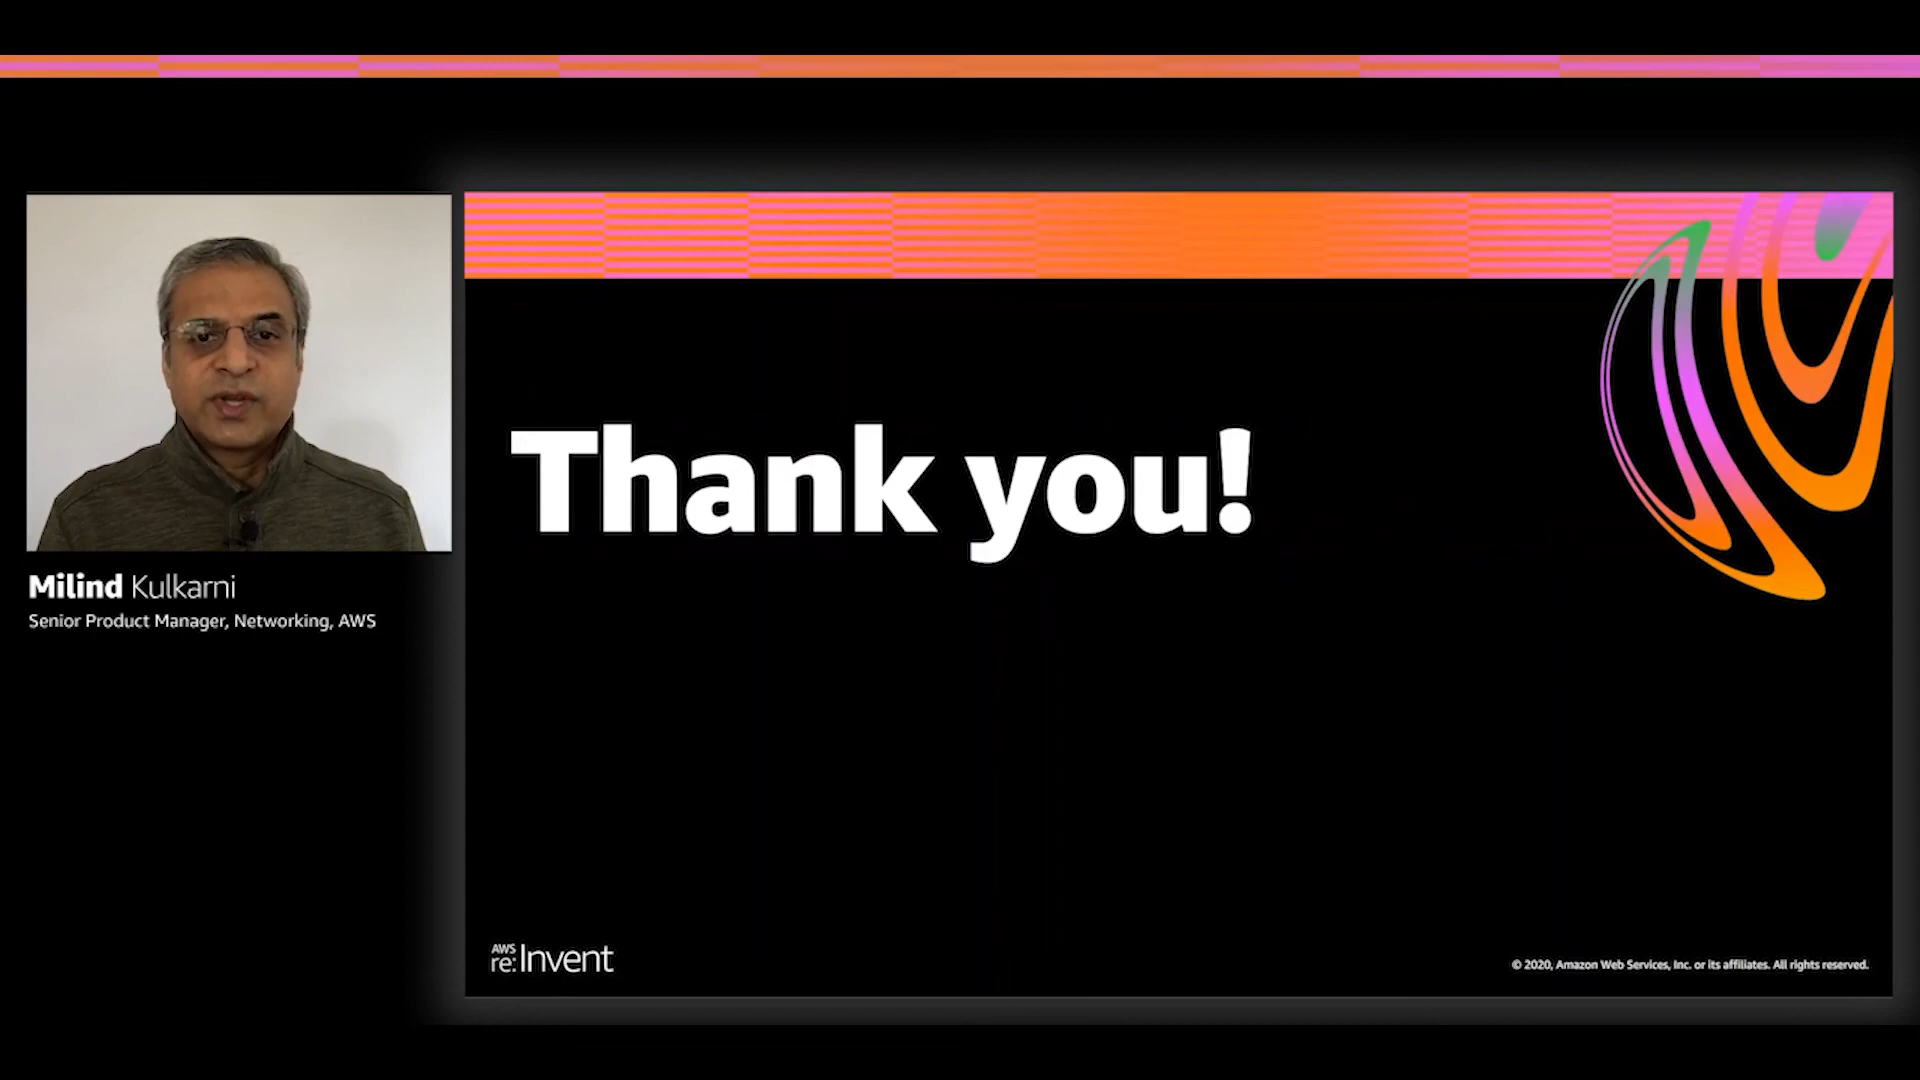 Thank you!
Milind Kulkarni
Senior Product Manager, Networking, AWS
AWS
re:Invent
© 2020, Amazon Web Services, Inc. or its affiliates. All rights reserved.